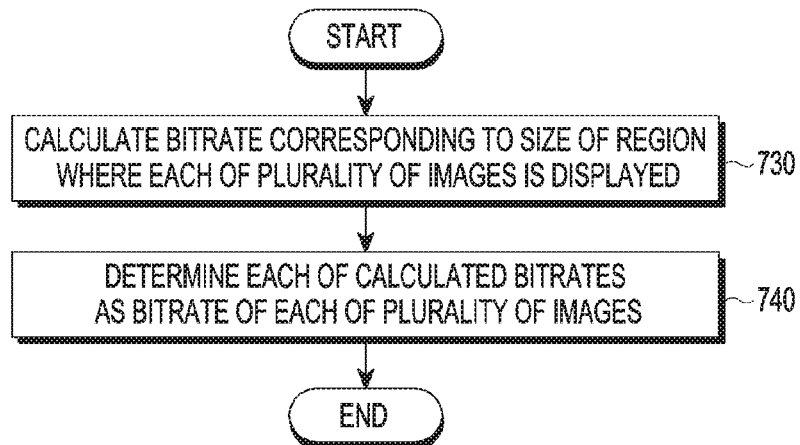 START
CALCULATE BITRATE CORRESPONDING TO SIZE OF REGION
WHERE EACH OF PLURALITY OF IMAGES IS DISPLAYED
730
DETERMINE EACH OF CALCULATED BITRATES
AS BITRATE OF EACH OF PLURALITY OF IMAGES
740
END